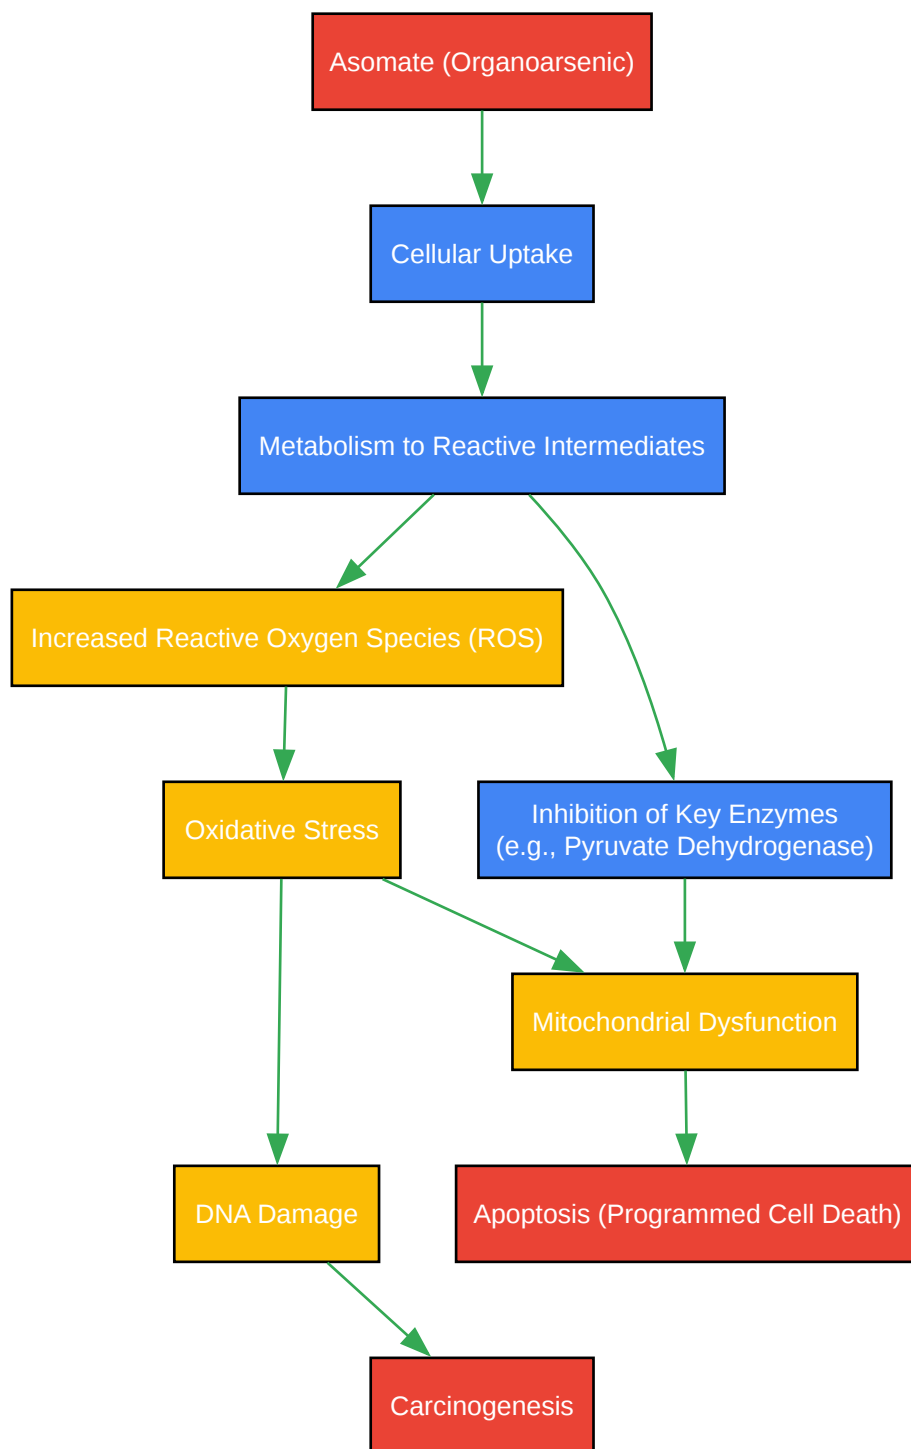 Asomate (Organoarsenic)
Cellular Uptake
Metabolism to Reactive Intermediates
Increased Reactive Oxygen Species (ROS)
Oxidative Stress
Inhibition of Key Enzymes
(e.g., Pyruvate Dehydrogenase)
Mitochondrial Dysfunction
DNA Damage
Apoptosis (Programmed Cell Death)
Carcinogenesis